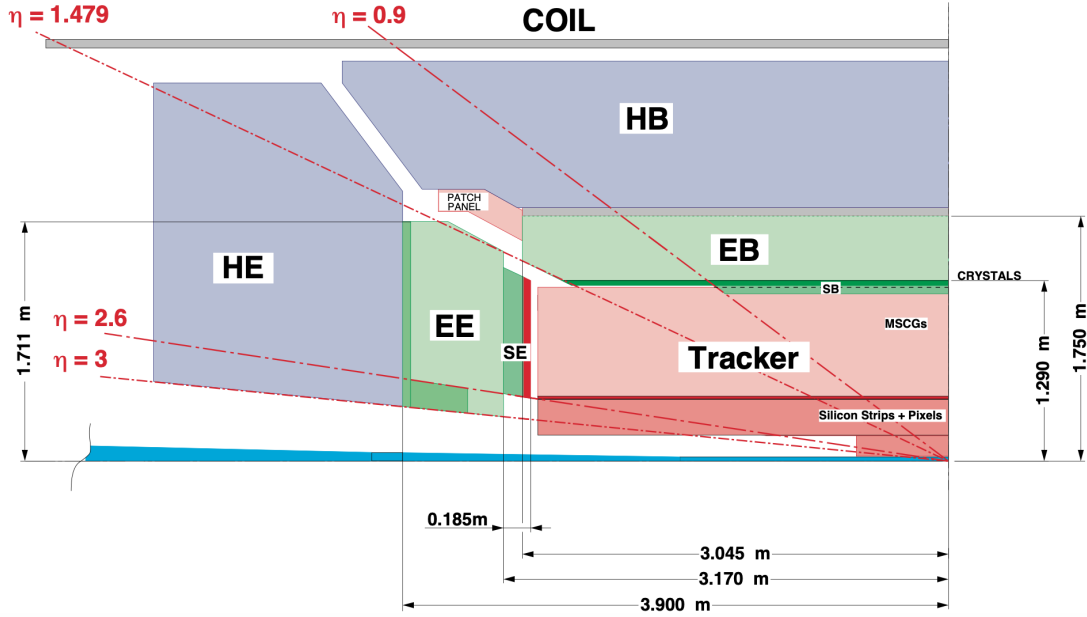 η = 1.479
η = 0.9
COIL
HB
PATCH
PANEL
EB
HE
CRYSTALS
SB
η = 2.6
EE
MSCGs
SE
η = 3
Tracker
1.711 m
1.290 m
1.750 m
Silicon Strips + Pixels
0.185m
3.045 m
3.170 m
3.900 m